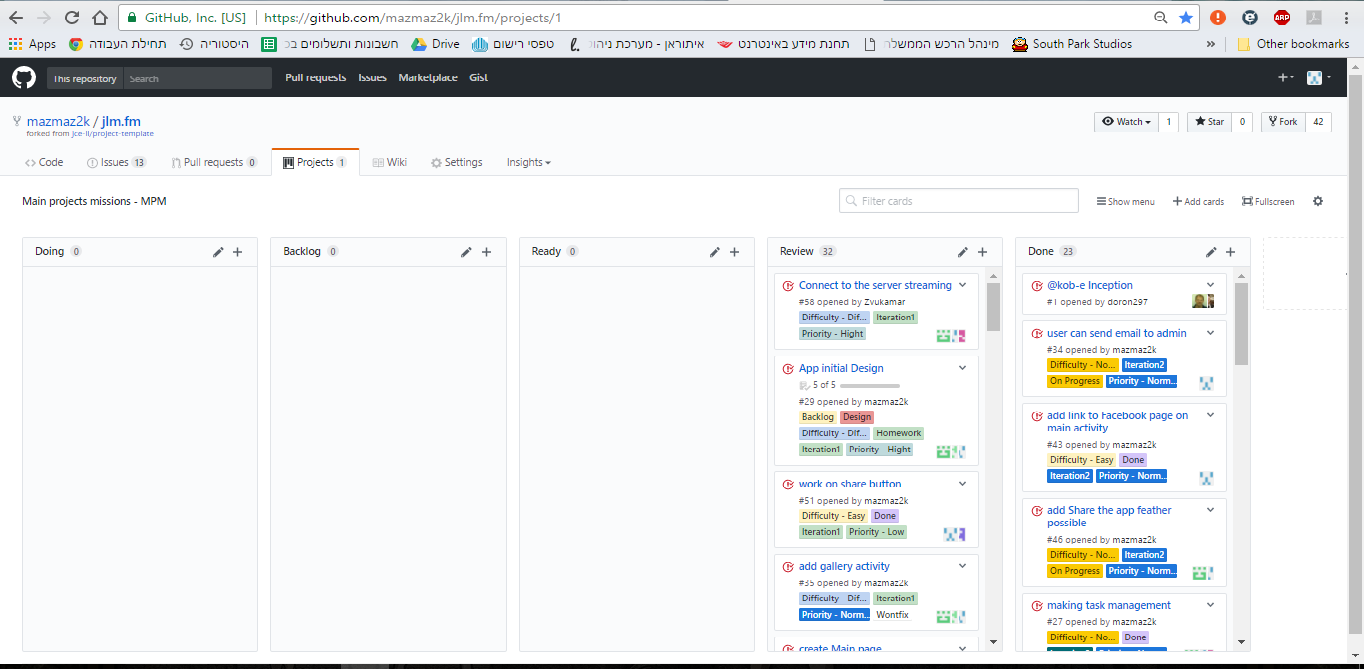 GitHub, Inc. [US] https://github.com/mazmaz2k/jlm.fm/projects/1
ABP
Apps תחילת העבודה היסטוריה חשבונות ותשלומים בכ Drive טפסי רישום איתוראן - מערכת ניהול תחנת מידע באינטרנט מינהל הרכש הממשלת South Park Studios » Other bookmarks
This repository Search Pull requests Issues Marketplace Gist
mazmaz2k / jlm.fm Watch 1 Star 0 Fork 42
forked from jce-il/project-template
Code Issues 13 Pull requests 0 Projects 1 Wiki Settings Insights
Main projects missions - MPM Filter cards Show menu Add cards Fullscreen
Doing 0
Backlog 0
Ready 0
Review 32
Connect to the server streaming
#58 opened by Zvukamar
Difficulty - Dif... Iteration1
Priority - Hight
App initial Design
5 of 5
#29 opened by mazmaz2k
Backlog Design
Difficulty - Dif... Homework
Iteration1 Priority Hight
work on share button
#51 opened by mazmaz2k
Difficulty - Easy Done
Iteration1 Priority - Low
add gallery activity
#35 opened by mazmaz2k
Difficulty Dif... Iteration1
Priority - Norm... Wontfix
create Main page
Done 23
@kob-e Inception
#1 opened by doron297
user can send email to admin
#34 opened by mazmaz2k
Difficulty - No... Iteration2
On Progress Priority - Norm...
add link to Facebook page on
main activity
#43 opened by mazmaz2k
Difficulty - Easy Done
Iteration2 Priority - Norm...
add Share the app feather
possible
#46 opened by mazmaz2k
Difficulty - No... Iteration2
On Progress Priority - Norm...
making task management
#27 opened by mazmaz2k
Difficulty - No... Done